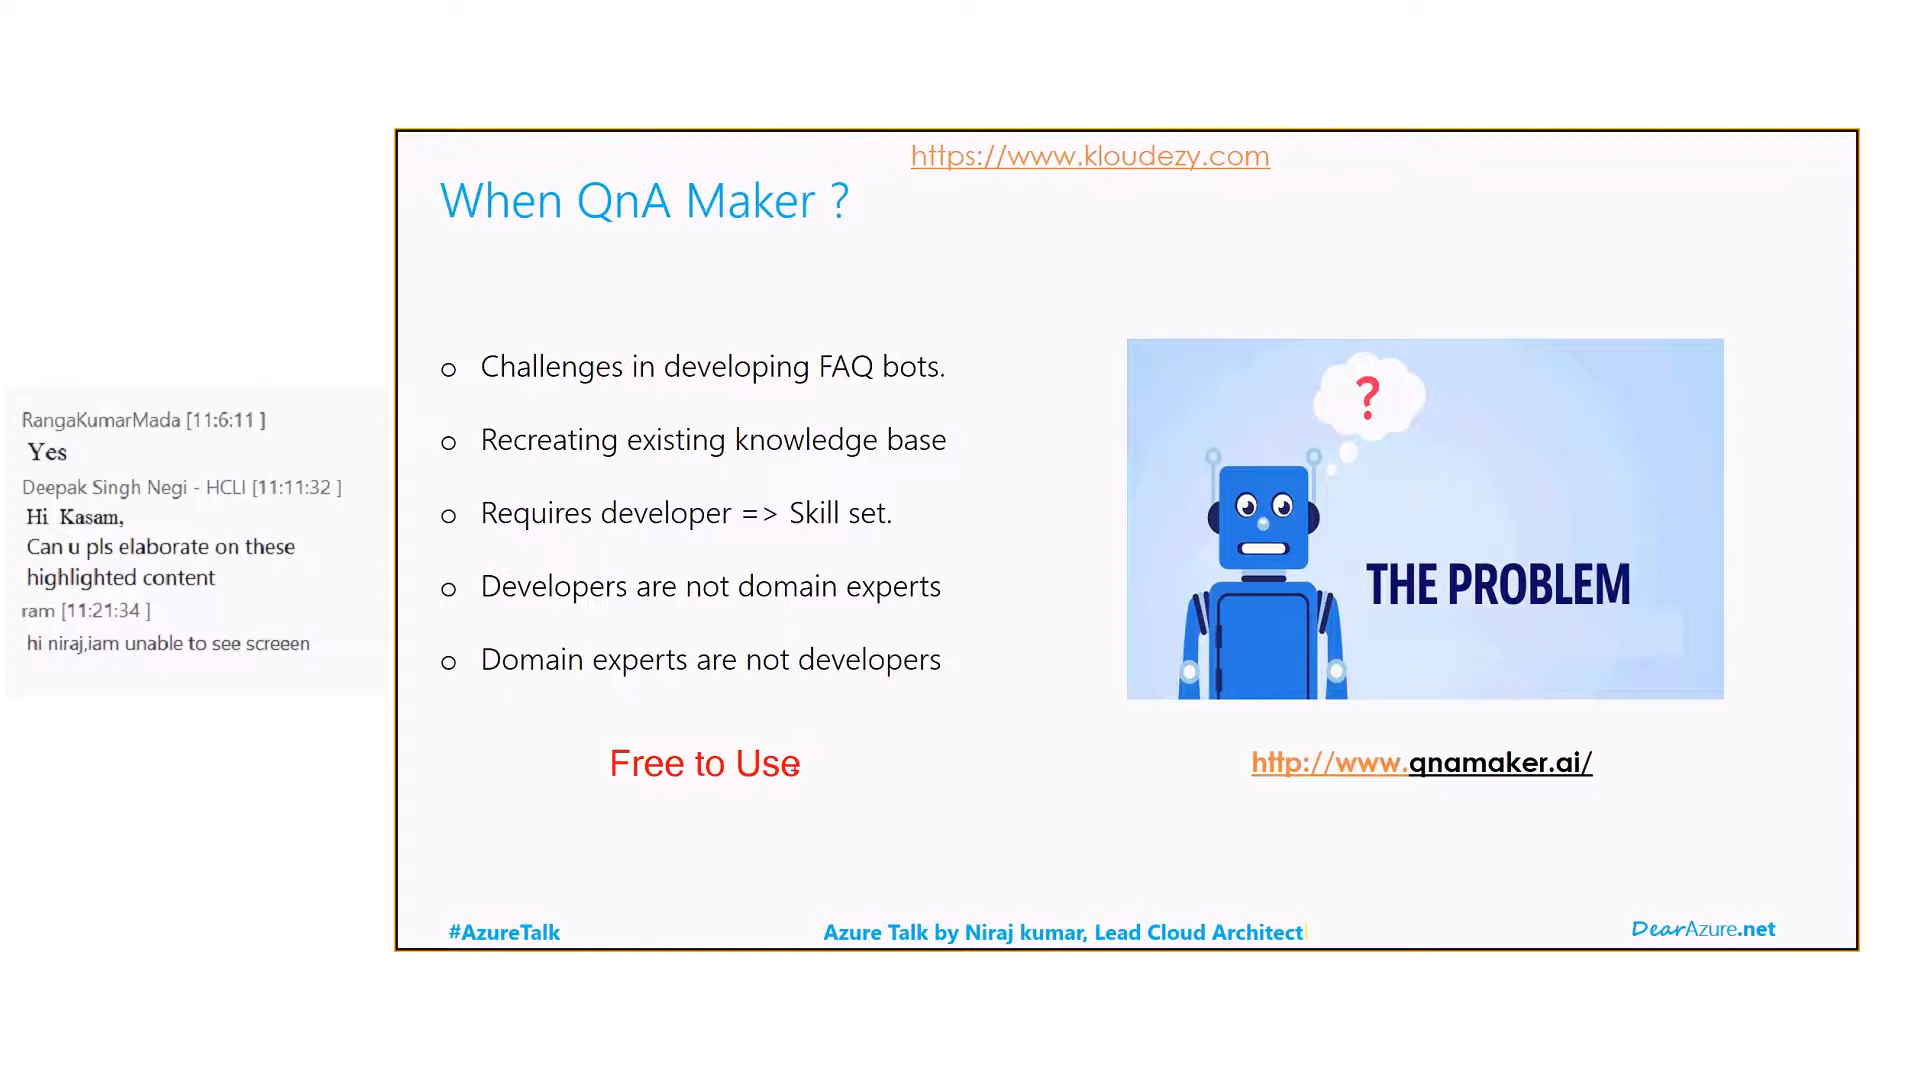 https://www.kloudezy.com
When QnA Maker ?
o Challenges in developing FAQ bots.
o Recreating existing knowledge base
o Requires developer => Skill set.
o Developers are not domain experts
o Domain experts are not developers
?
THE PROBLEM
Free to Use
http://www.qnamaker.ai/
#AzureTalk
Azure Talk by Niraj kumar, Lead Cloud Architect
DearAzure.net
RangaKumarMada [11:6:11 ]
Yes
Deepak Singh Negi - HCLI [11:11:32 ]
Hi Kasam,
Can u pls elaborate on these
highlighted content
ram [11:21:34 ]
hi niraj,iam unable to see screeen